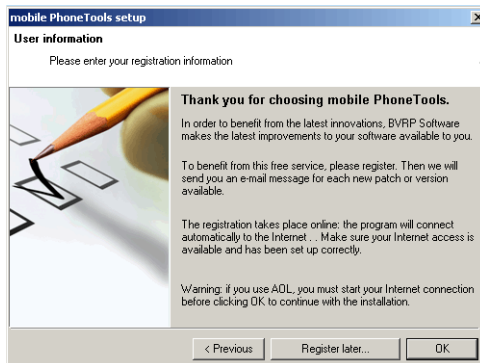 mobile PhoneTools setup
User information
Please enter your registration information
Thank you for choosing mobile PhoneTools.
In order to benefit from the latest innovations, BVRP Software
makes the latest improvements to your software available to you.
To benefit from this free service, please register. Then we will
send you an e-mail message for each new patch or version
available.
The registration takes place online: the program will connect
automatically to the Internet . . Make sure your Internet access is
available and has been set up correctly.
Warning: if you use AOL, you must start your Internet connection
before clicking OK to continue with the installation.
< Previous
Register later...
OK